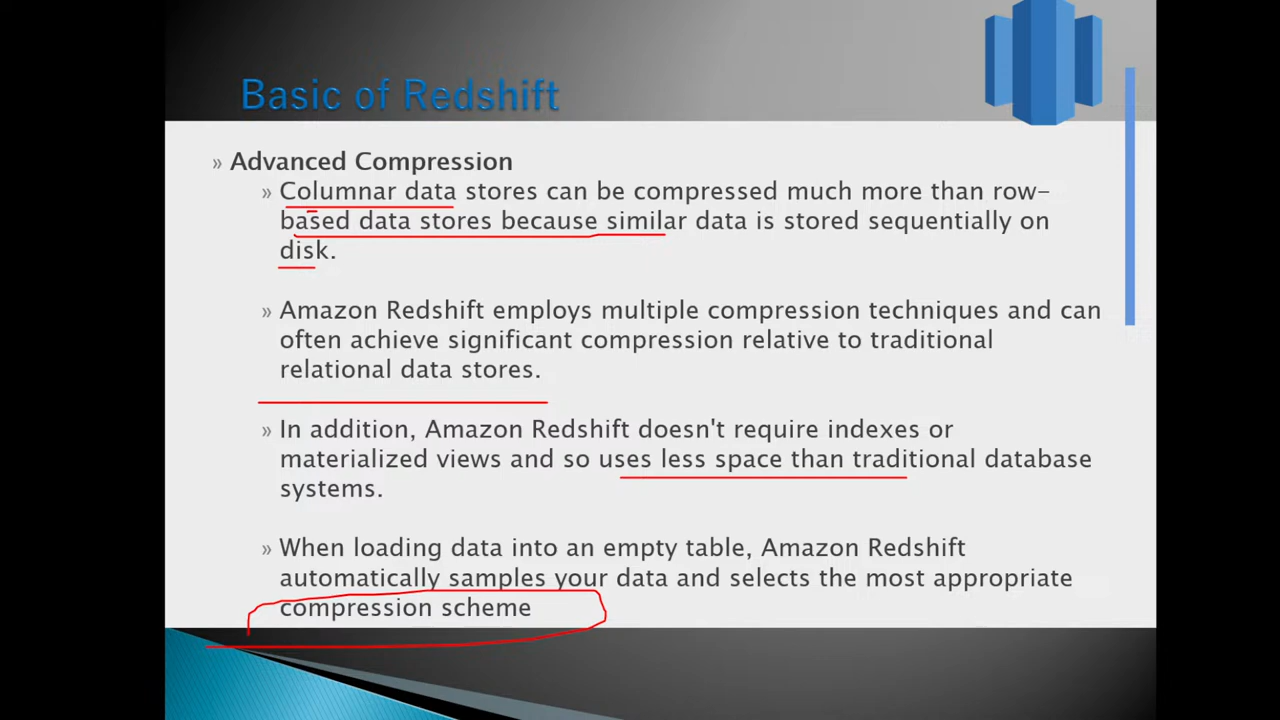 Basic of Redshift
» Advanced Compression
» Columnar data stores can be compressed much more than row-
based data stores because similar data is stored sequentially on
disk.
» Amazon Redshift employs multiple compression techniques and can
often achieve significant compression relative to traditional
relational data stores.
» In addition, Amazon Redshift doesn't require indexes or
materialized views and so uses less space than traditional database
systems.
» When loading data into an empty table, Amazon Redshift
automatically samples your data and selects the most appropriate
compression scheme